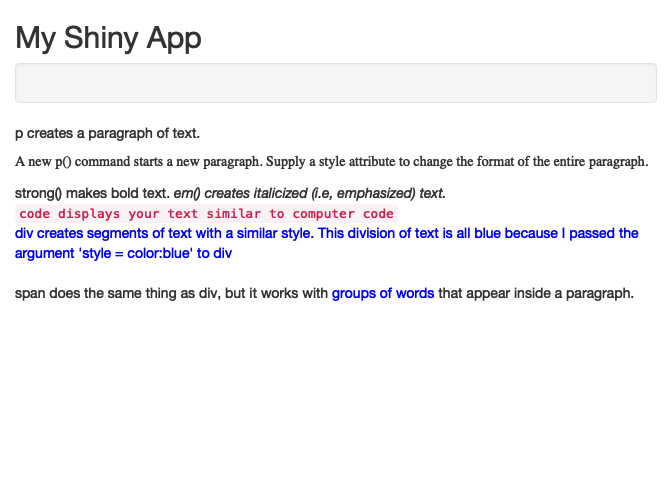 My Shiny App
p creates a paragraph of text.
A new p() command starts a new paragraph. Supply a style attribute to change the format of the entire paragraph.
strong() makes bold text. em() creates italicized (i.e, emphasized) text.
code displays your text similar to computer code
div creates segments of text with a similar style. This division of text is all blue because I passed the
argument 'style = color:blue' to div
span does the same thing as div, but it works with groups of words that appear inside a paragraph.